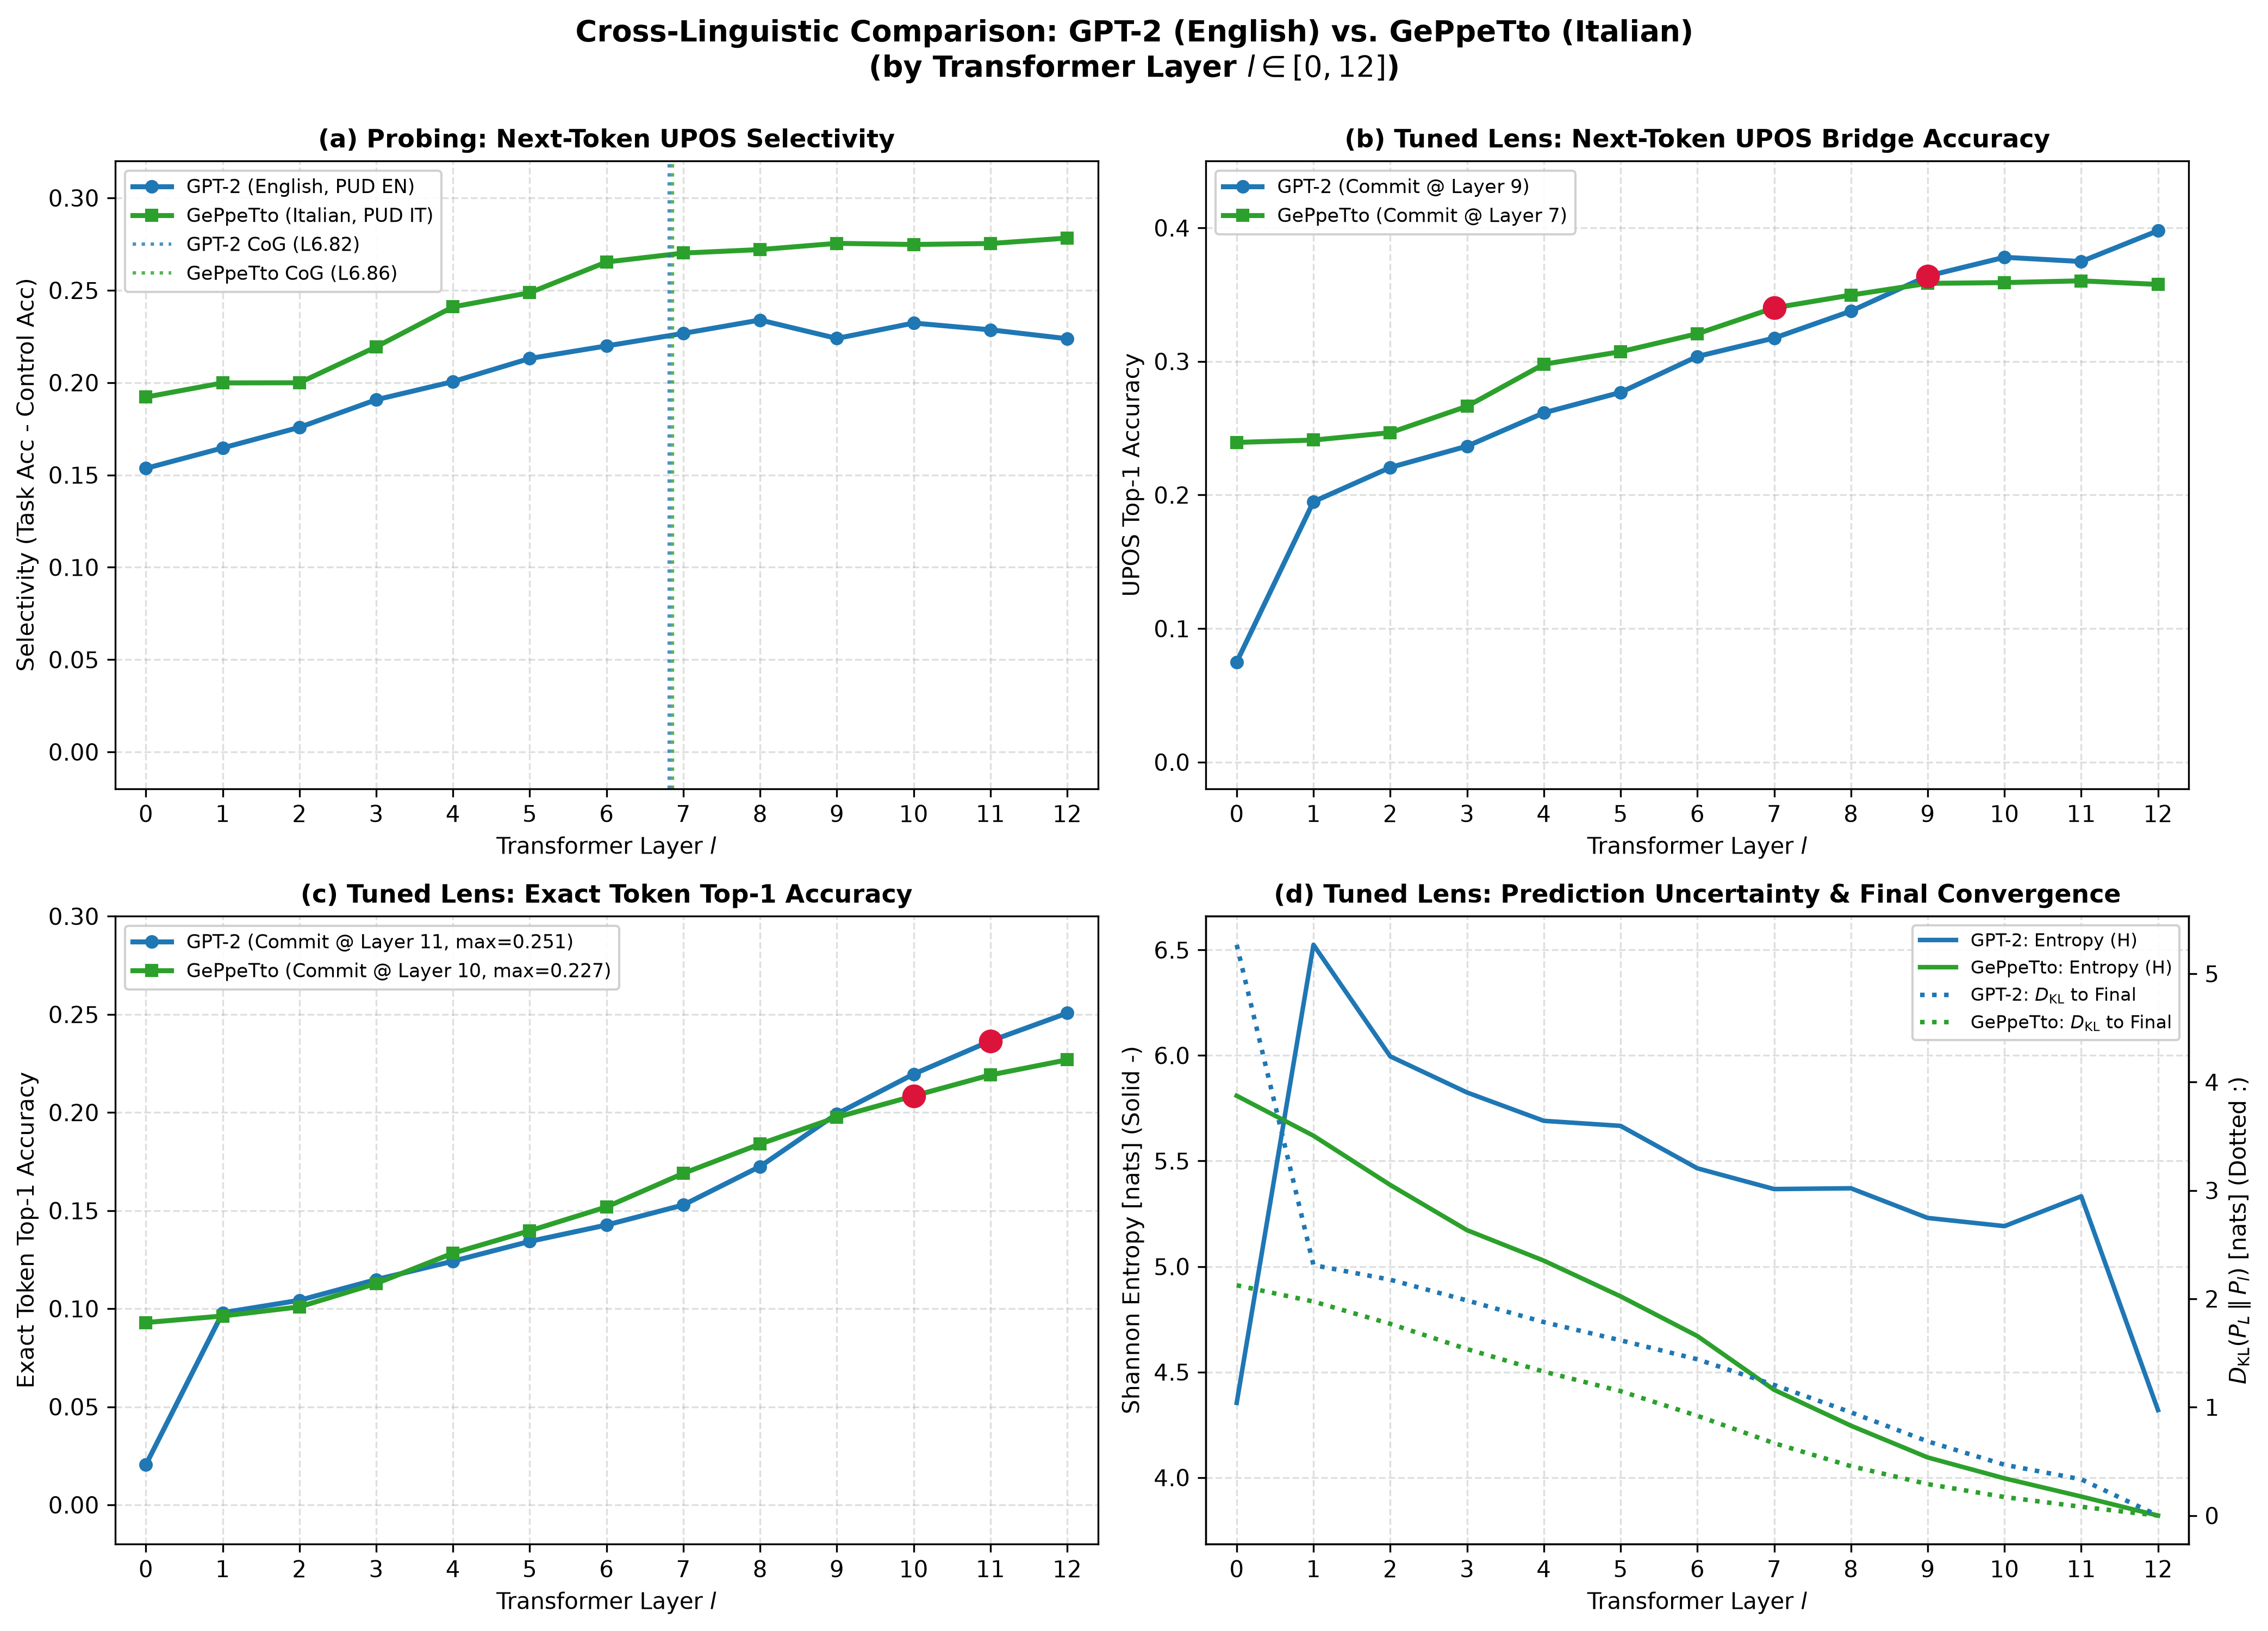 Cross-Linguistic Comparison: GPT-2 (English) vs. GePpeTto (Italian)
(by Transformer Layer l ∈ [0, 12])
(a) Probing: Next-Token UPOS Selectivity
Selectivity (Task Acc - Control Acc)
0.30
0.25
0.20
0.15
0.10
0.05
0.00
GPT-2 (English, PUD EN)
GePpeTto (Italian, PUD IT)
GPT-2 CoG (L6.82)
GePpeTto CoG (L6.86)
0 1 2 3 4 5 6 7 8 9 10 11 12
Transformer Layer l
(b) Tuned Lens: Next-Token UPOS Bridge Accuracy
UPOS Top-1 Accuracy
0.4
0.3
0.2
0.1
0.0
GPT-2 (Commit @ Layer 9)
GePpeTto (Commit @ Layer 7)
0 1 2 3 4 5 6 7 8 9 10 11 12
Transformer Layer l
(c) Tuned Lens: Exact Token Top-1 Accuracy
Exact Token Top-1 Accuracy
0.30
0.25
0.20
0.15
0.10
0.05
0.00
GPT-2 (Commit @ Layer 11, max=0.251)
GePpeTto (Commit @ Layer 10, max=0.227)
0 1 2 3 4 5 6 7 8 9 10 11 12
Transformer Layer l
(d) Tuned Lens: Prediction Uncertainty & Final Convergence
Shannon Entropy [nats] (Solid -)
6.5
6.0
5.5
5.0
4.5
4.0
GPT-2: Entropy (H)
GePpeTto: Entropy (H)
GPT-2: D_KL to Final
GePpeTto: D_KL to Final
5
4
3
2
1
0
D_KL(P_L ∥ P_l) [nats] (Dotted :)
0 1 2 3 4 5 6 7 8 9 10 11 12
Transformer Layer l